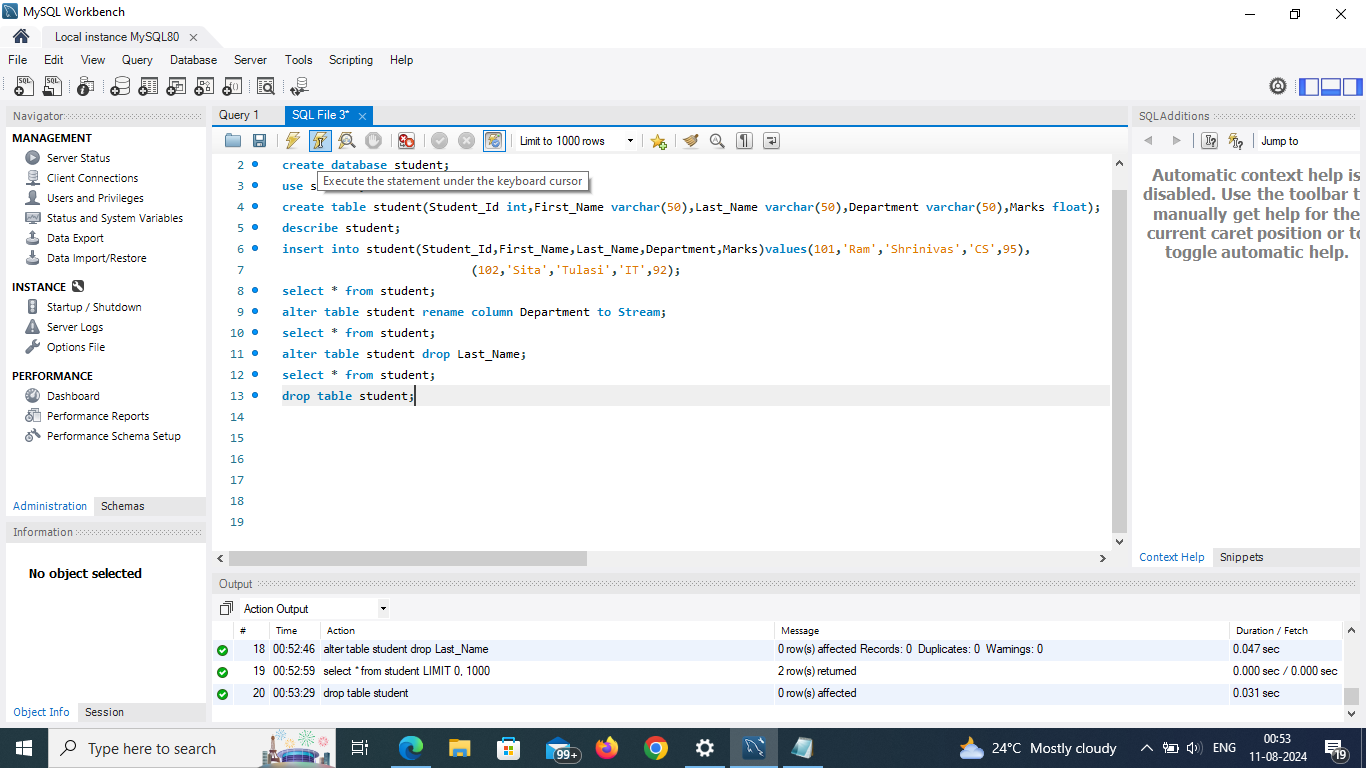 MySQL Workbench
Local instance MySQL80
File Edit View Query Database Server Tools Scripting Help
Navigator
MANAGEMENT
Server Status
Client Connections
Users and Privileges
Status and System Variables
Data Export
Data Import/Restore
INSTANCE
Startup / Shutdown
Server Logs
Options File
PERFORMANCE
Dashboard
Performance Reports
Performance Schema Setup
Administration Schemas
Information
No object selected
Object Info Session
Query 1 SQL File 3*
Limit to 1000 rows
2 create database student;
Execute the statement under the keyboard cursor
3 use s
4 create table student(Student_Id int,First_Name varchar(50),Last_Name varchar(50),Department varchar(50),Marks float);
5 describe student;
6 insert into student(Student_Id,First_Name,Last_Name,Department,Marks)values(101,'Ram','Shrinivas','CS',95),
7 (102,'Sita','Tulasi','IT',92);
8 select * from student;
9 alter table student rename column Department to Stream;
10 select * from student;
11 alter table student drop Last_Name;
12 select * from student;
13 drop table student;
14
15
16
17
18
19
SQLAdditions
Jump to
Automatic context help is
disabled. Use the toolbar t
manually get help for the
current caret position or to
toggle automatic help.
Context Help Snippets
Output
Action Output
# Time Action Message Duration / Fetch
18 00:52:46 alter table student drop Last_Name 0 row(s) affected Records: 0 Duplicates: 0 Warnings: 0 0.047 sec
19 00:52:59 select * from student LIMIT 0, 1000 2 row(s) returned 0.000 sec / 0.000 sec
20 00:53:29 drop table student 0 row(s) affected 0.031 sec
Type here to search
99+
24°C Mostly cloudy
ENG
00:53
11-08-2024
19